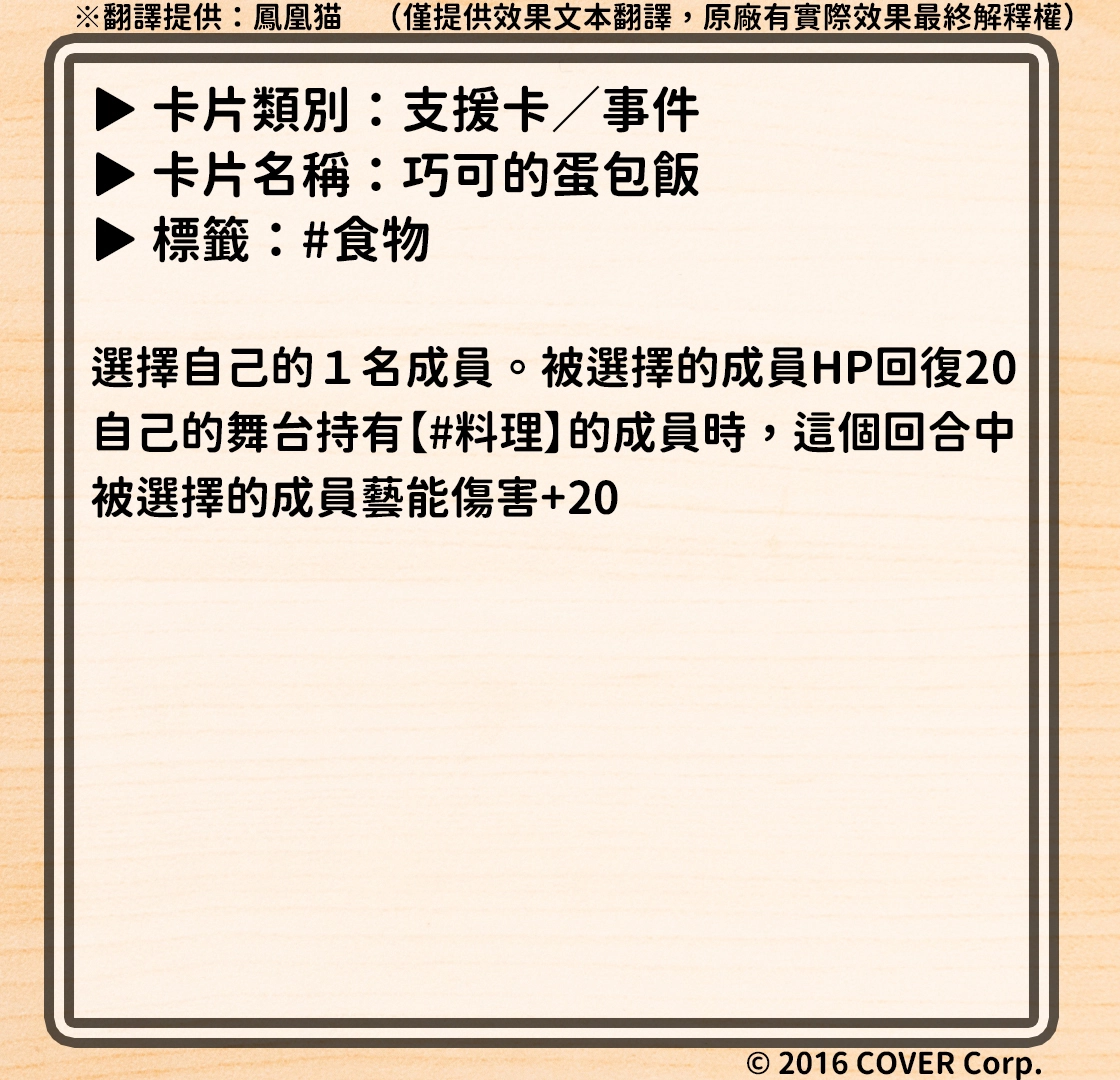 ※翻譯提供：鳳凰猫　（僅提供效果文本翻譯，原廠有實際效果最終解釋權）
▶ 卡片類別：支援卡／事件
▶ 卡片名稱：巧可的蛋包飯
▶ 標籤：#食物
選擇自己的１名成員。被選擇的成員HP回復20
自己的舞台持有【#料理】的成員時，這個回合中
被選擇的成員藝能傷害+20
© 2016 COVER Corp.